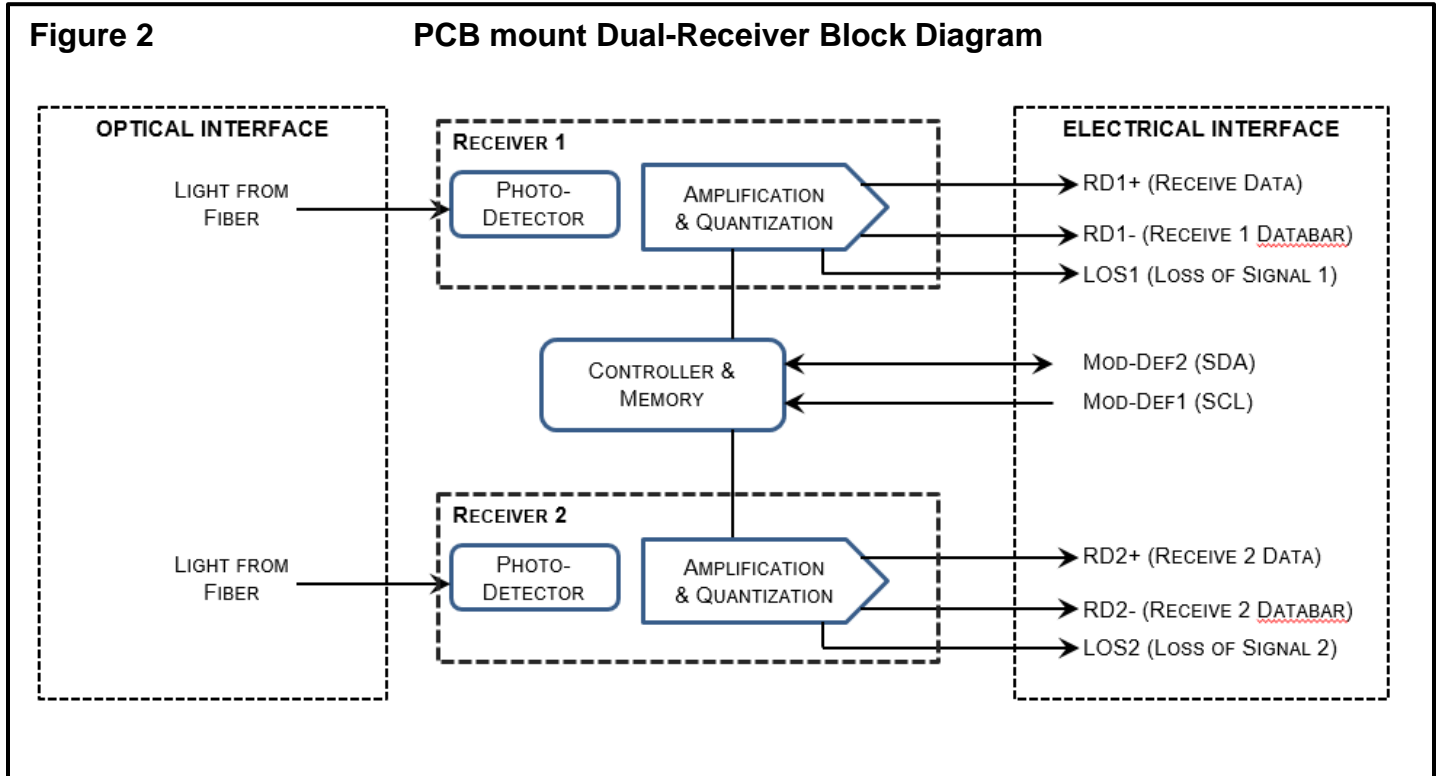 Figure 2 PCB mount Dual-Receiver Block Diagram
OPTICAL INTERFACE
LIGHT FROM
FIBER
LIGHT FROM
FIBER
RECEIVER 1
PHOTO-
DETECTOR
AMPLIFICATION
& QUANTIZATION
CONTROLLER &
MEMORY
RECEIVER 2
PHOTO-
DETECTOR
AMPLIFICATION
& QUANTIZATION
ELECTRICAL INTERFACE
RD1+ (RECEIVE DATA)
RD1- (RECEIVE 1 DATABAR)
LOS1 (LOSS OF SIGNAL 1)
MOD-DEF2 (SDA)
MOD-DEF1 (SCL)
RD2+ (RECEIVE 2 DATA)
RD2- (RECEIVE 2 DATABAR)
LOS2 (LOSS OF SIGNAL 2)